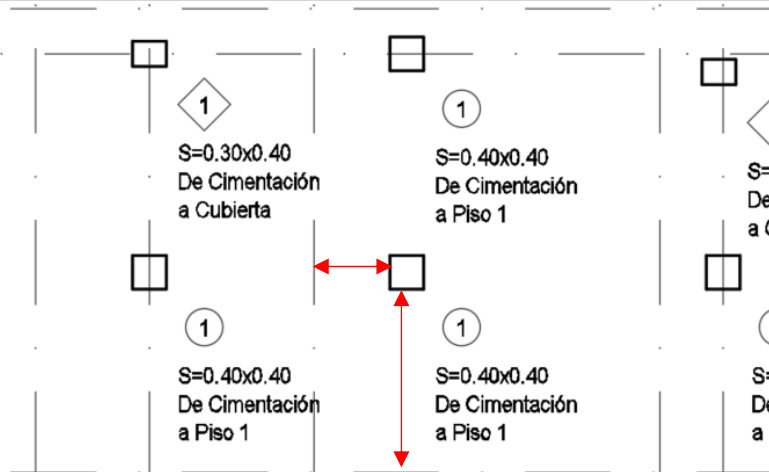 1
S=0.30x0.40
De Cimentación
a Cubierta
1
S=0.40x0.40
De Cimentación
a Piso 1
1
S=0.40x0.40
De Cimentación
a Piso 1
1
S=0.40x0.40
De Cimentación
a Piso 1